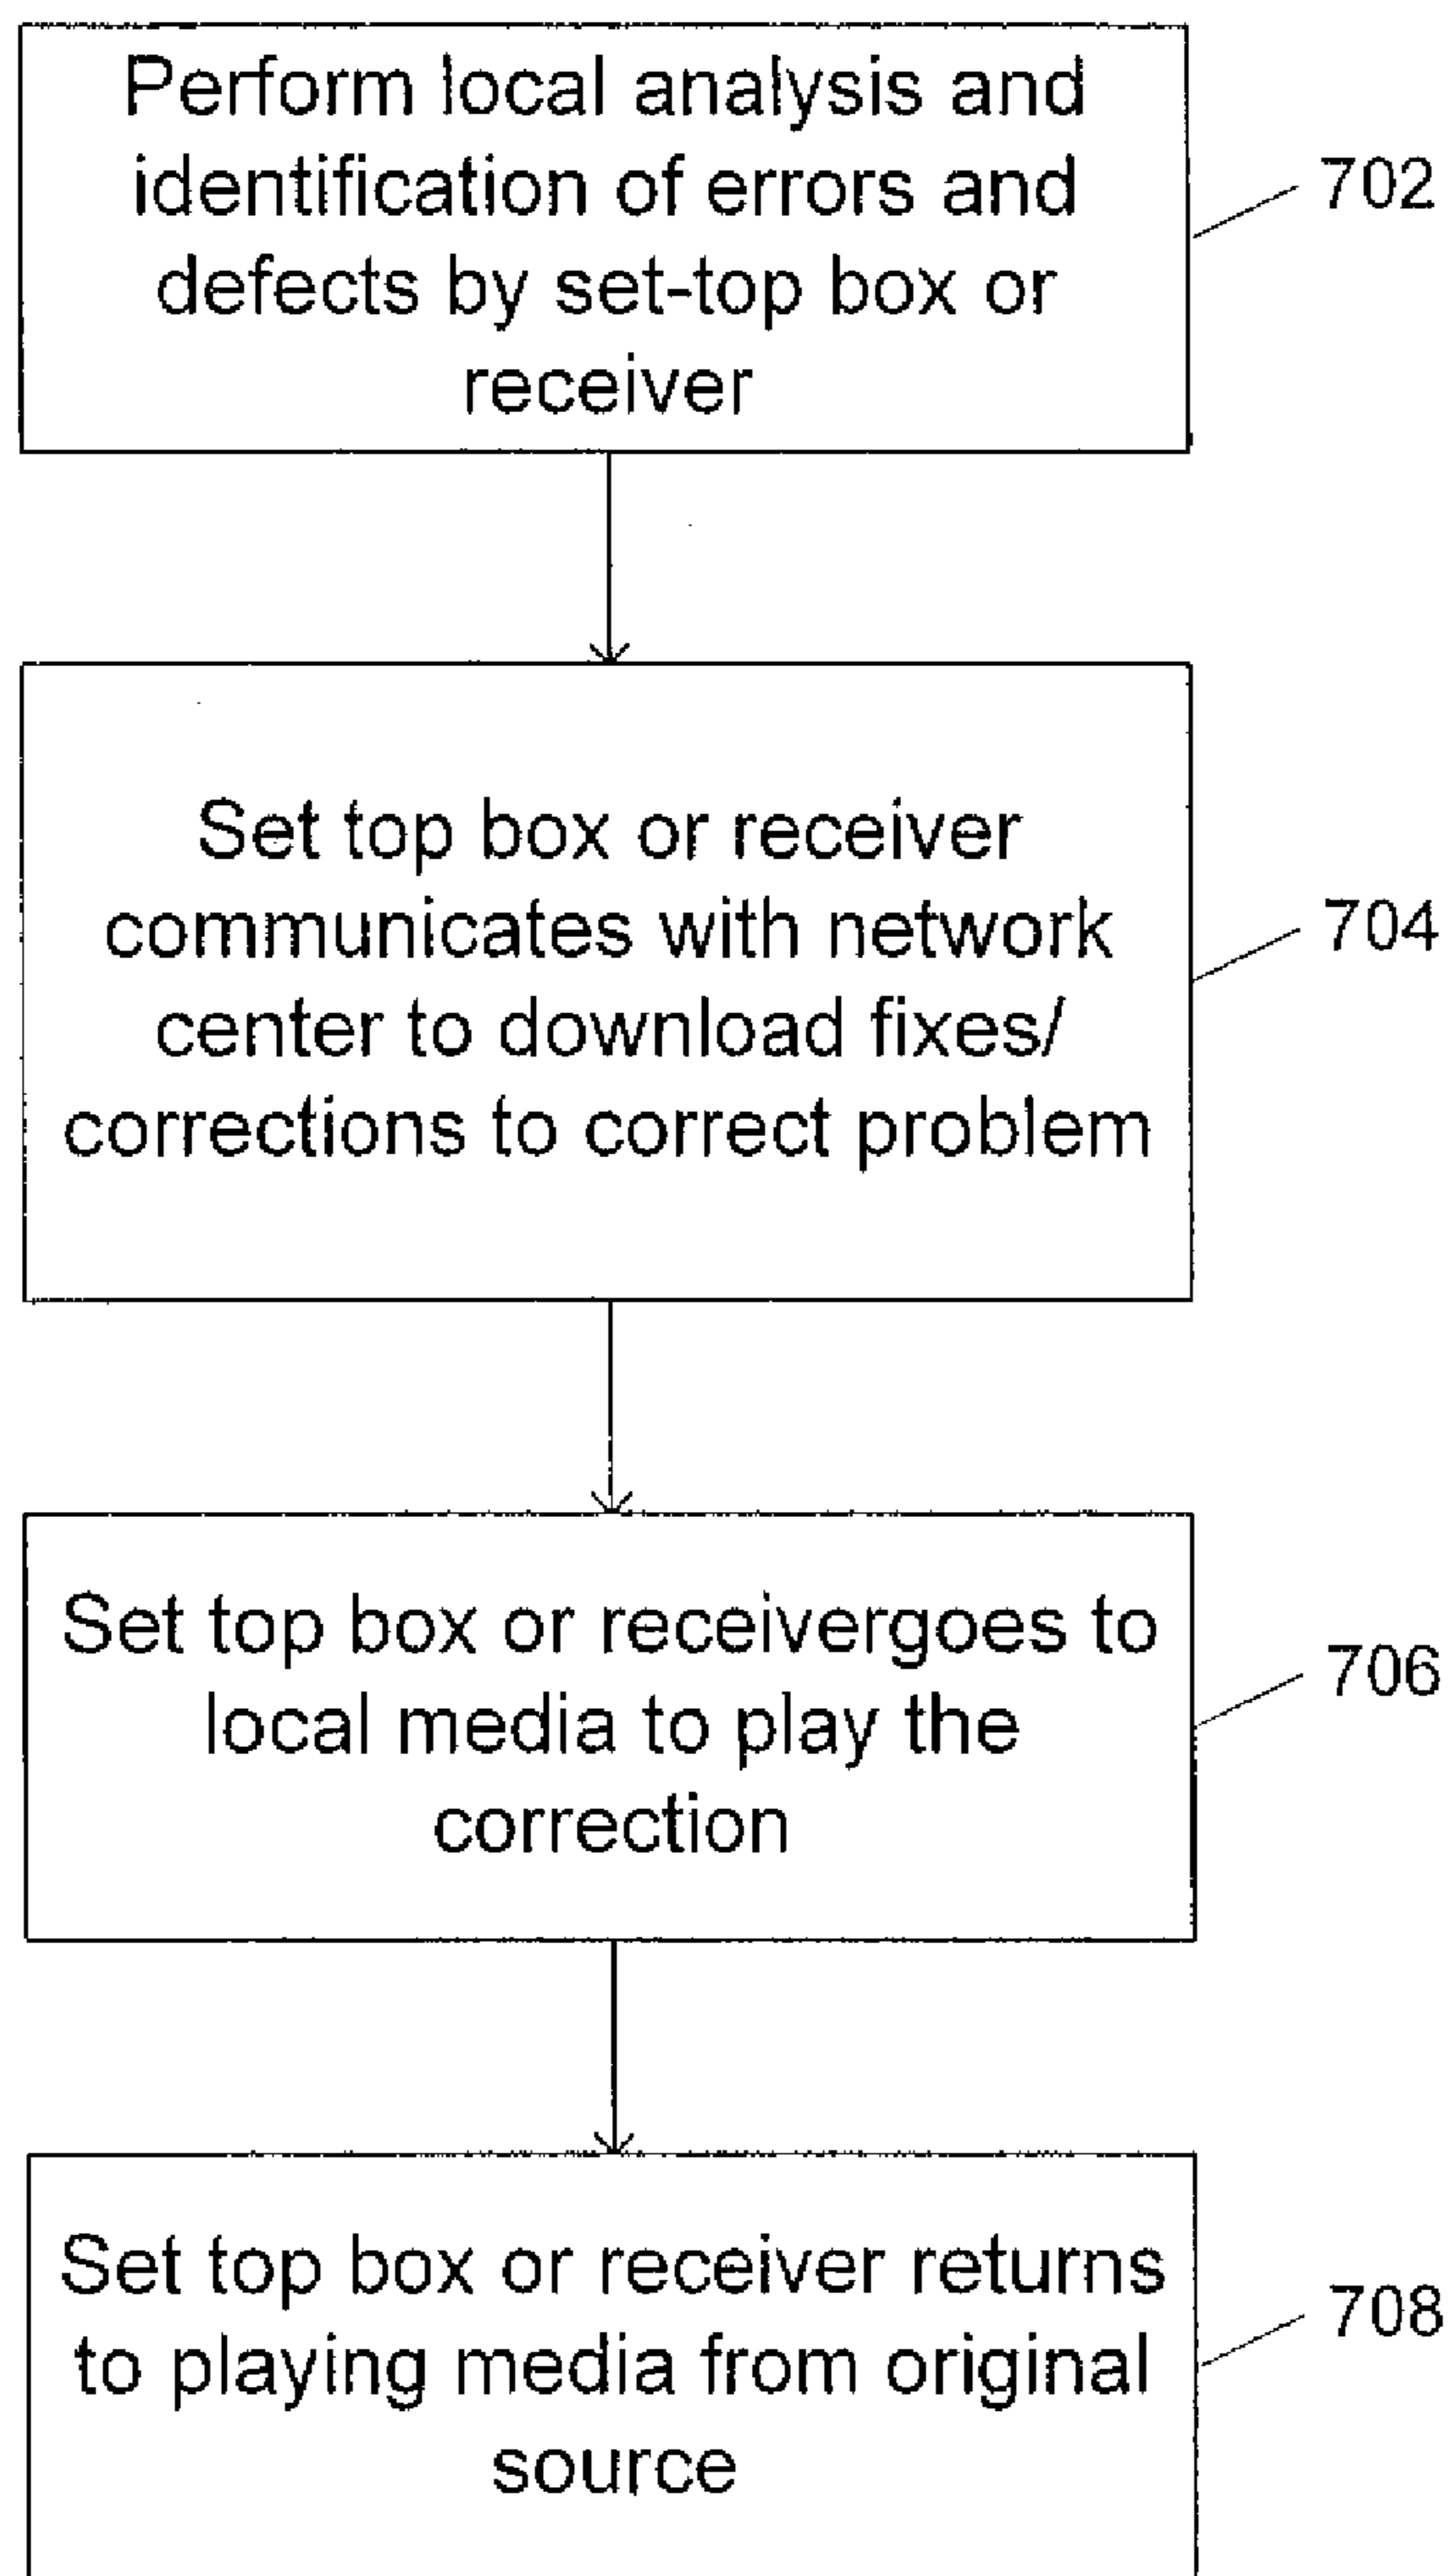 Perform local analysis and
identification of errors and
defects by set-top box or
receiver
702
Set top box or receiver
communicates with network
center to download fixes/
corrections to correct problem
704
Set top box or receivergoes to
local media to play the
correction
706
Set top box or receiver returns
to playing media from original
source
708